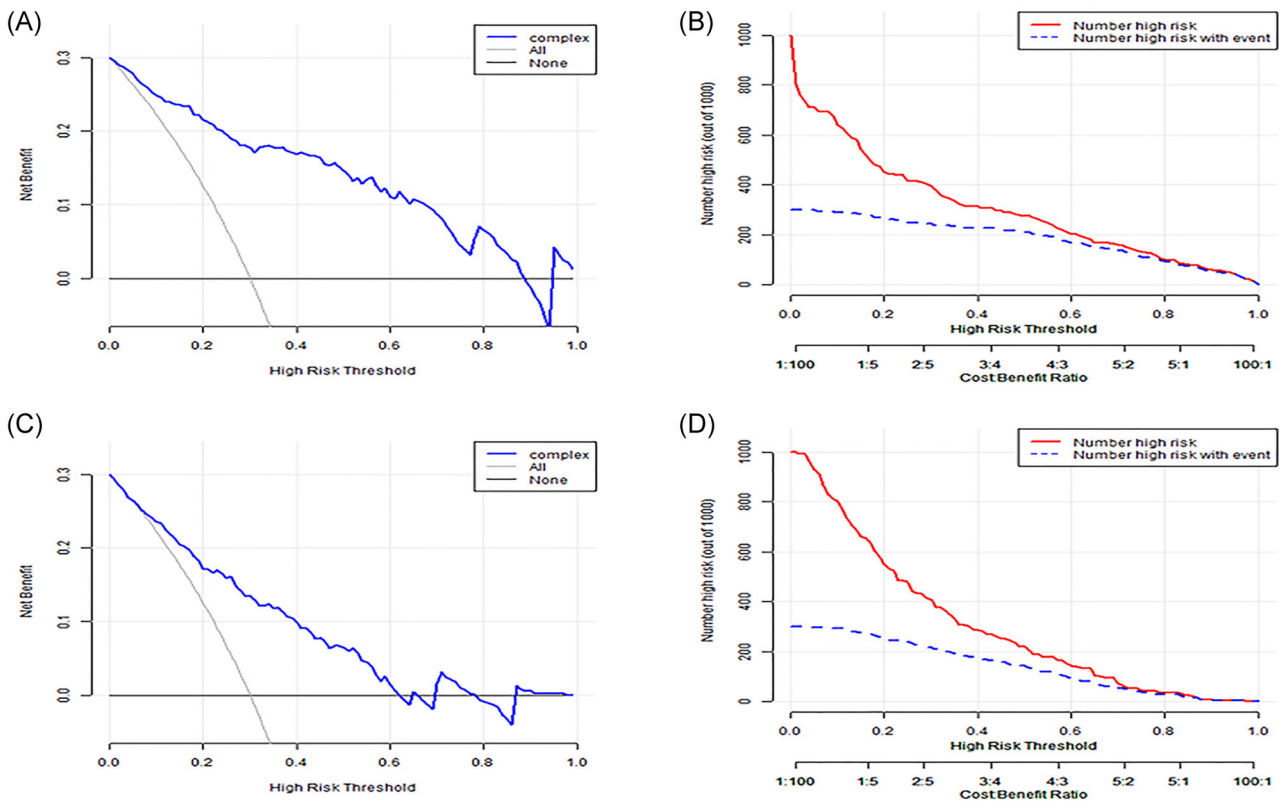 (A)
complex
All
None
0.3
0.2
0.1
0.0
Net Benefit
0.0 0.2 0.4 0.6 0.8 1.0
High Risk Threshold
(B)
Number high risk
Number high risk with event
1000
800
600
400
200
0
Number high risk (out of 1000)
0.0 0.2 0.4 0.6 0.8 1.0
High Risk Threshold
1:100 1:5 2:5 3:4 4:3 5:2 5:1 100:1
Cost:Benefit Ratio
(C)
complex
All
None
0.3
0.2
0.1
0.0
Net Benefit
0.0 0.2 0.4 0.6 0.8 1.0
High Risk Threshold
(D)
Number high risk
Number high risk with event
1000
800
600
400
200
0
Number high risk (out of 1000)
0.0 0.2 0.4 0.6 0.8 1.0
High Risk Threshold
1:100 1:5 2:5 3:4 4:3 5:2 5:1 100:1
Cost:Benefit Ratio